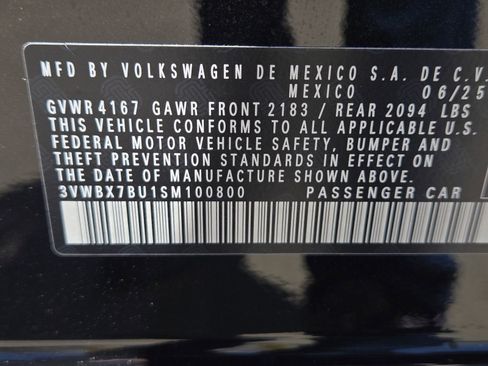 MFD BY VOLKSWAGEN DE MEXICO S.A. DE C.V.
MEXICO 06/25
GVWR 4167 GAWR FRONT 2183 / REAR 2094 LBS
THIS VEHICLE CONFORMS TO ALL APPLICABLE U.S.
FEDERAL MOTOR VEHICLE SAFETY, BUMPER AND
THEFT PREVENTION STANDARDS IN EFFECT ON
THE DATE OF MANUFACTURE SHOWN ABOVE.
3VWBX7BU1SM100800 PASSENGER CAR